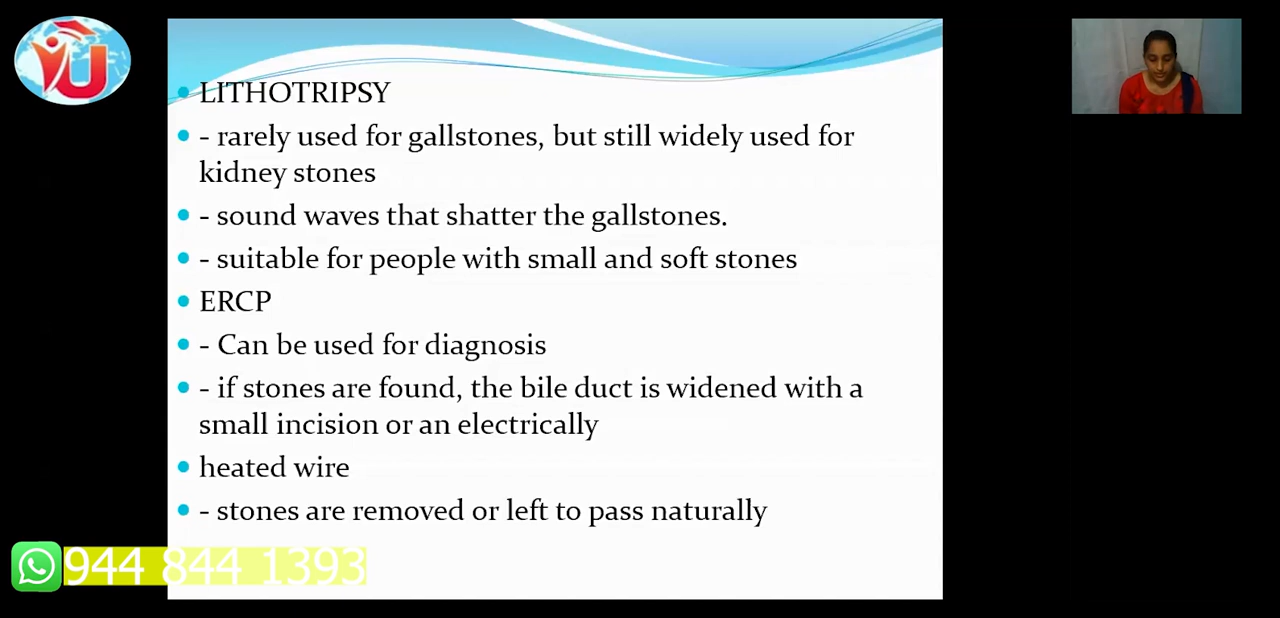 LITHOTRIPSY
- rarely used for gallstones, but still widely used for
kidney stones
- sound waves that shatter the gallstones.
- suitable for people with small and soft stones
ERCP
- Can be used for diagnosis
- if stones are found, the bile duct is widened with a
small incision or an electrically
heated wire
- stones are removed or left to pass naturally
944 844 1393